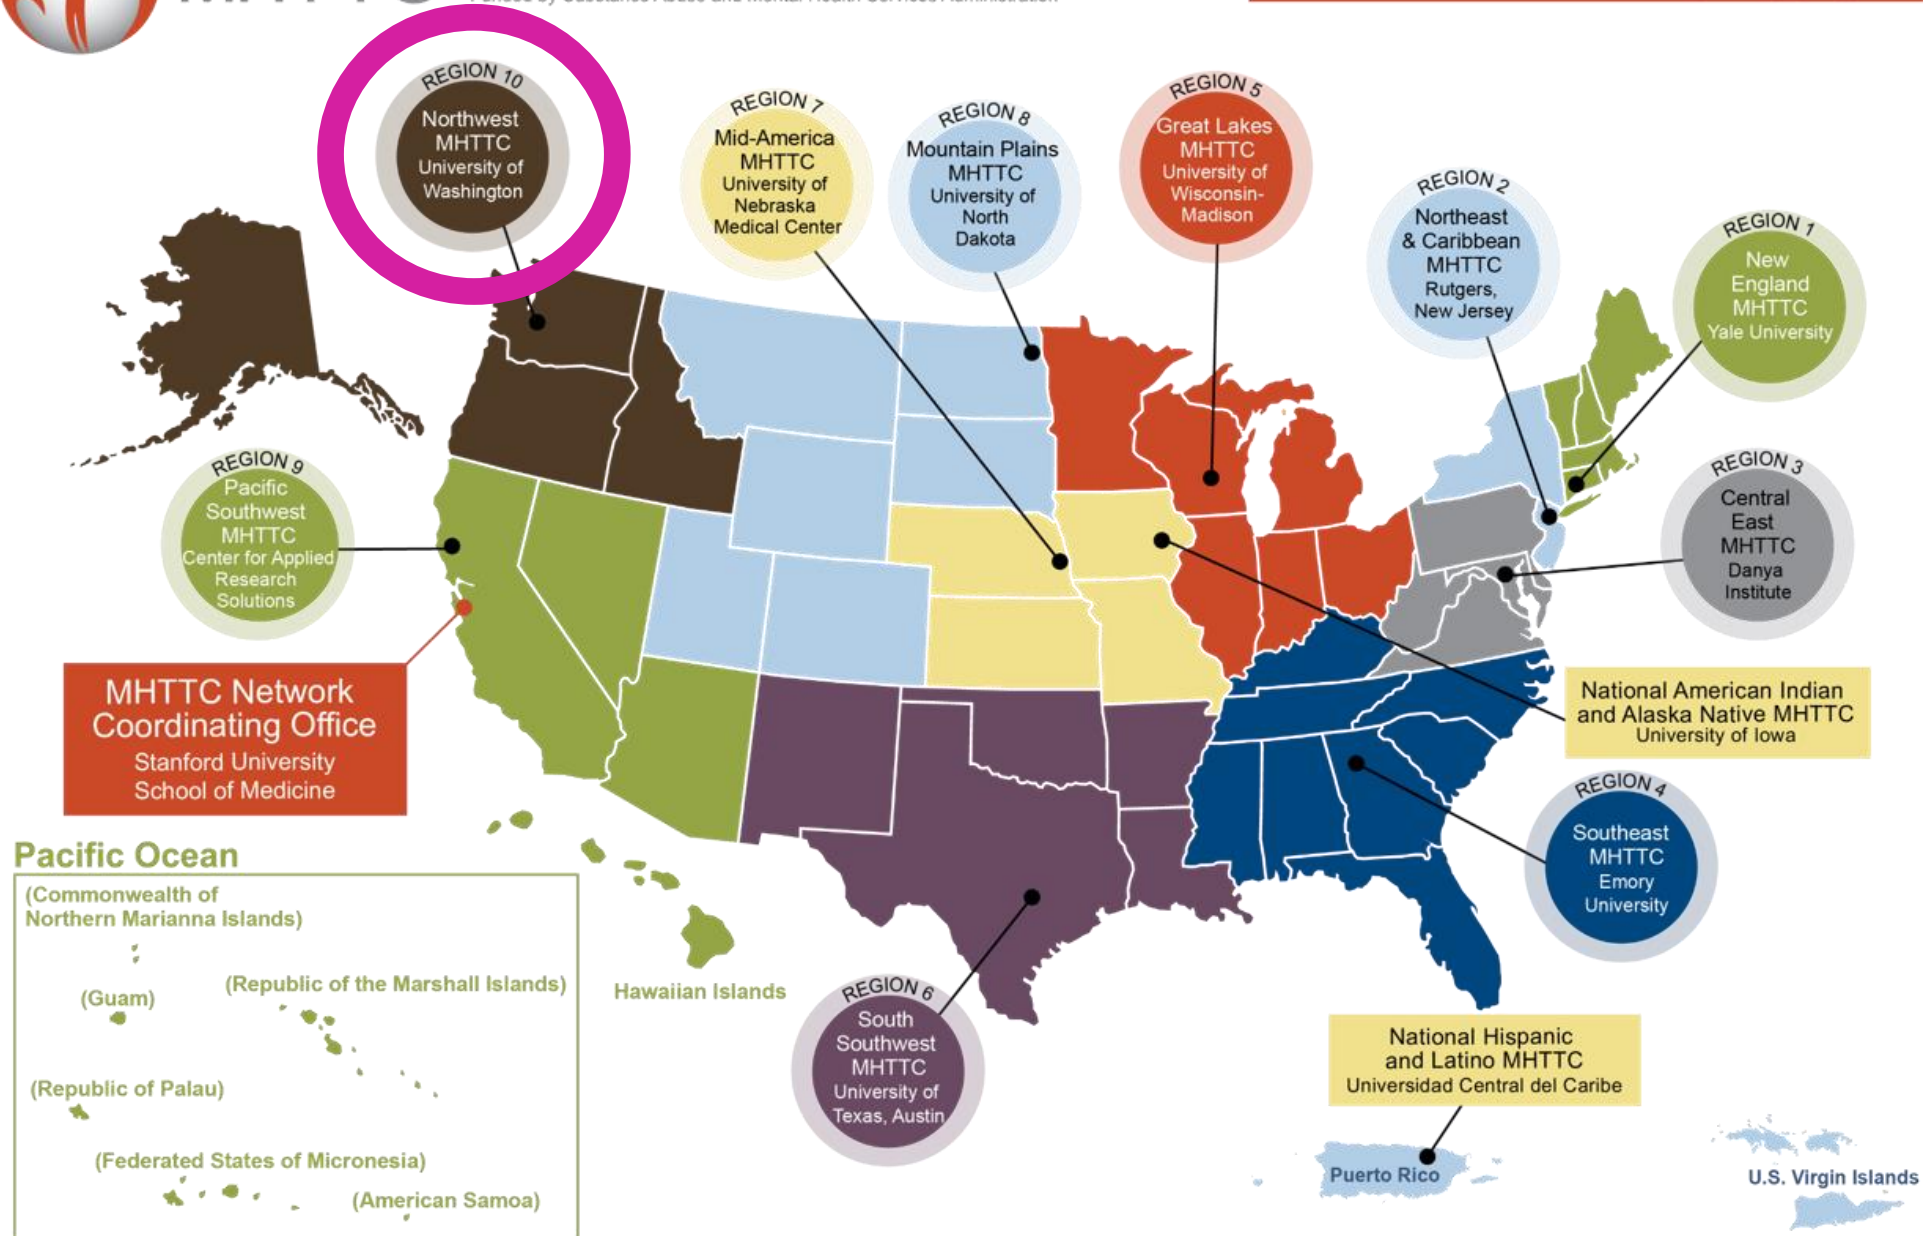 REGION 10
Northwest
MHTTC
University of
Washington
REGION 7
Mid-America
MHTTC
University of
Nebraska
Medical Center
REGION 8
Mountain Plains
MHTTC
University of
North
Dakota
REGION 5
Great Lakes
MHTTC
University of
Wisconsin-
Madison
REGION 2
Northeast
& Caribbean
MHTTC
Rutgers,
New Jersey
REGION 1
New
England
MHTTC
Yale University
REGION 9
Pacific
Southwest
MHTTC
Center for Applied
Research
Solutions
REGION 3
Central
East
MHTTC
Danya
Institute
MHTTC Network
Coordinating Office
Stanford University
School of Medicine
National American Indian
and Alaska Native MHTTC
University of Iowa
REGION 4
Southeast
MHTTC
Emory
University
Pacific Ocean
(Commonwealth of
Northern Marianna Islands)
(Guam)
(Republic of the Marshall Islands)
(Republic of Palau)
(Federated States of Micronesia)
(American Samoa)
Hawaiian Islands
REGION 6
South
Southwest
MHTTC
University of
Texas, Austin
National Hispanic
and Latino MHTTC
Universidad Central del Caribe
Puerto Rico
U.S. Virgin Islands